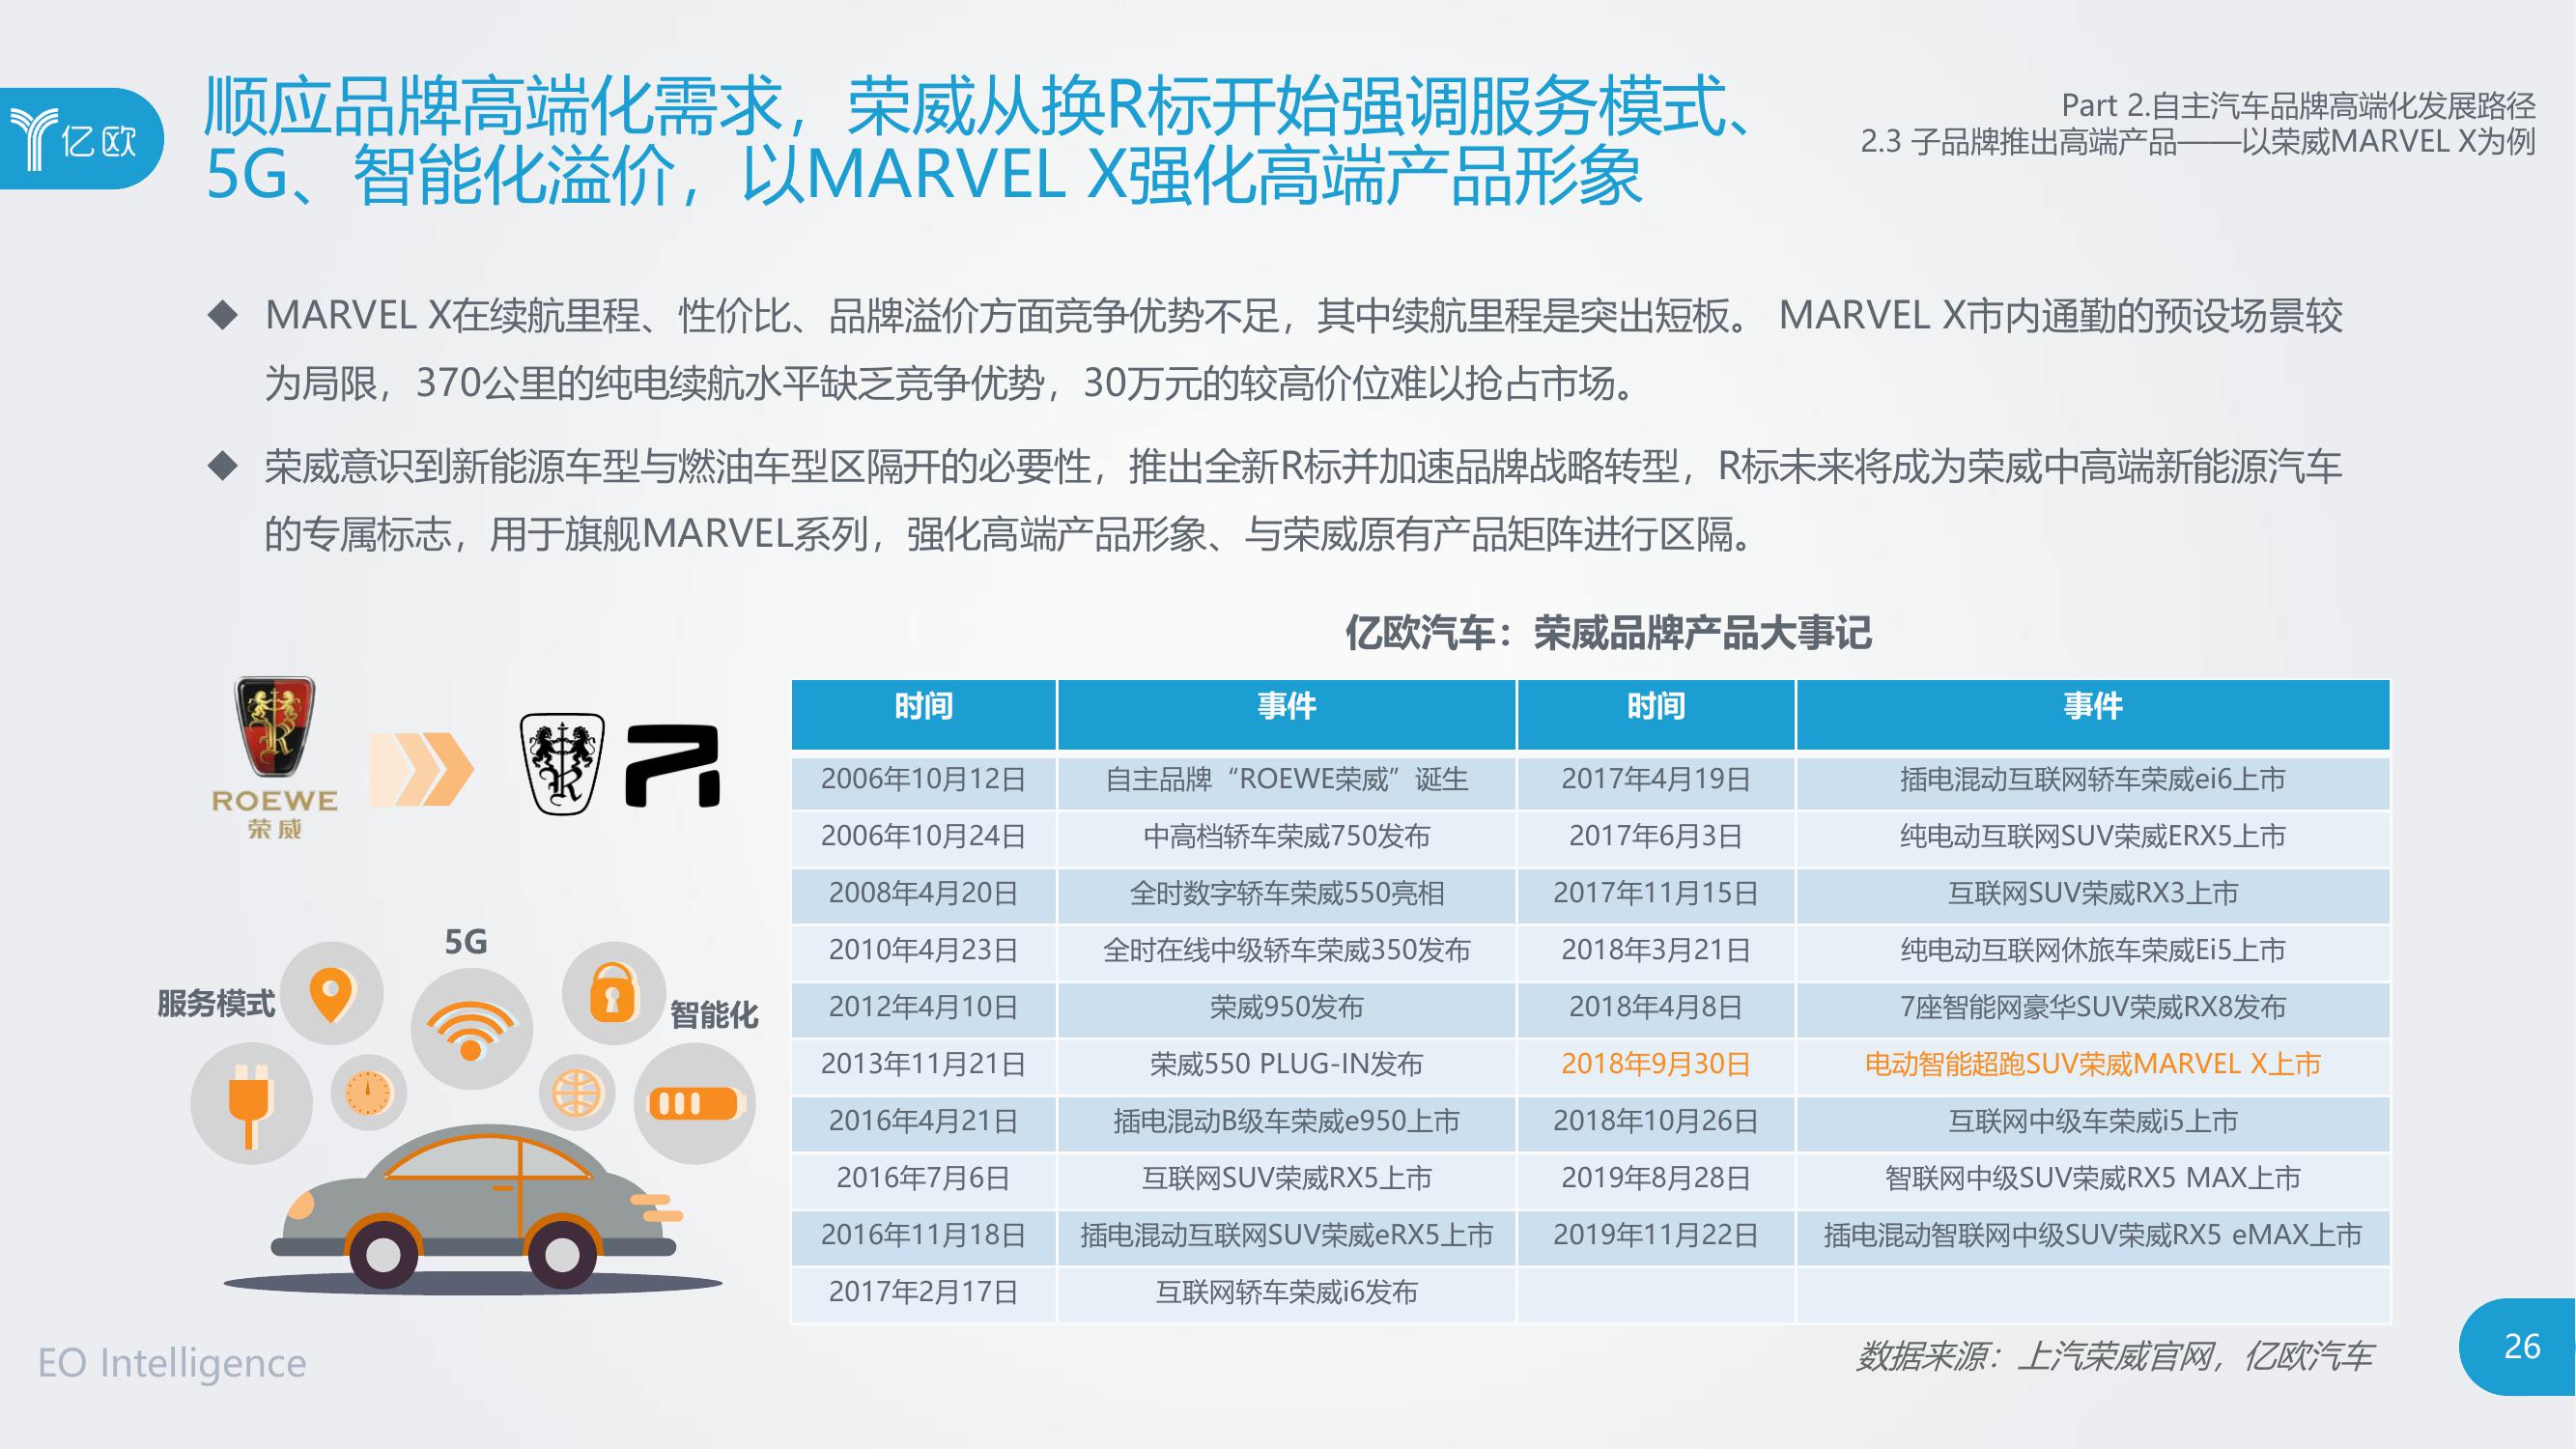 亿欧
顺应品牌高端化需求，荣威从换R标开始强调服务模式、
5G、智能化溢价，以MARVEL X强化高端产品形象
Part 2.自主汽车品牌高端化发展路径
2.3 子品牌推出高端产品——以荣威MARVEL X为例
◆ MARVEL X在续航里程、性价比、品牌溢价方面竞争优势不足，其中续航里程是突出短板。 MARVEL X市内通勤的预设场景较
为局限，370公里的纯电续航水平缺乏竞争优势，30万元的较高价位难以抢占市场。
◆ 荣威意识到新能源车型与燃油车型区隔开的必要性，推出全新R标并加速品牌战略转型，R标未来将成为荣威中高端新能源汽车
的专属标志，用于旗舰MARVEL系列，强化高端产品形象、与荣威原有产品矩阵进行区隔。
R
ROEWE
荣威
R
5G
服务模式
智能化
亿欧汽车：荣威品牌产品大事记
时间 事件 时间 事件
2006年10月12日 自主品牌“ROEWE荣威”诞生 2017年4月19日 插电混动互联网轿车荣威ei6上市
2006年10月24日 中高档轿车荣威750发布 2017年6月3日 纯电动互联网SUV荣威ERX5上市
2008年4月20日 全时数字轿车荣威550亮相 2017年11月15日 互联网SUV荣威RX3上市
2010年4月23日 全时在线中级轿车荣威350发布 2018年3月21日 纯电动互联网休旅车荣威Ei5上市
2012年4月10日 荣威950发布 2018年4月8日 7座智能网豪华SUV荣威RX8发布
2013年11月21日 荣威550 PLUG-IN发布 2018年9月30日 电动智能超跑SUV荣威MARVEL X上市
2016年4月21日 插电混动B级车荣威e950上市 2018年10月26日 互联网中级车荣威i5上市
2016年7月6日 互联网SUV荣威RX5上市 2019年8月28日 智联网中级SUV荣威RX5 MAX上市
2016年11月18日 插电混动互联网SUV荣威eRX5上市 2019年11月22日 插电混动智联网中级SUV荣威RX5 eMAX上市
2017年2月17日 互联网轿车荣威i6发布
数据来源：上汽荣威官网，亿欧汽车
EO Intelligence
26